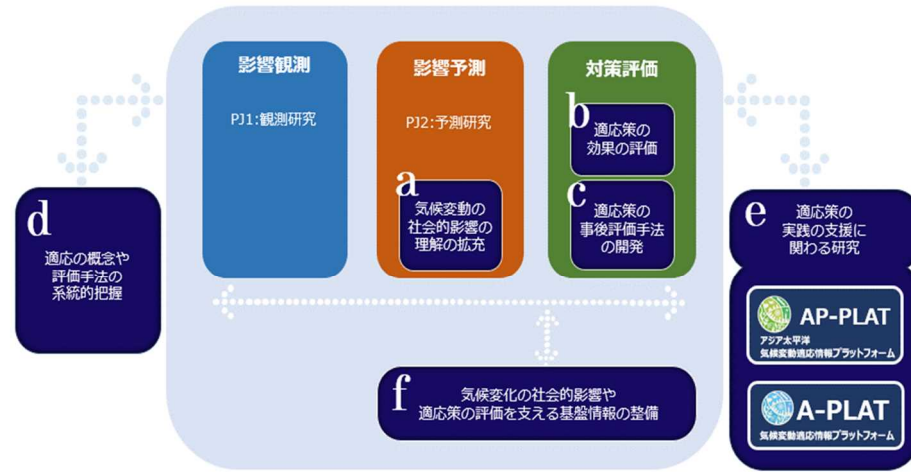 影響観測
PJ1:観測研究
影響予測
PJ2:予測研究
a
気候変動の
社会的影響の
理解の拡充
対策評価
b
適応策の
効果の評価
c
適応策の
事後評価手法
の開発
d
適応の概念や
評価手法の
系統的把握
e
適応策の
実践の支援に
関わる研究
AP-PLAT
アジア太平洋
気候変動適応情報プラットフォーム
A-PLAT
気候変動適応情報プラットフォーム
f
気候変化の社会的影響や
適応策の評価を支える基盤情報の整備